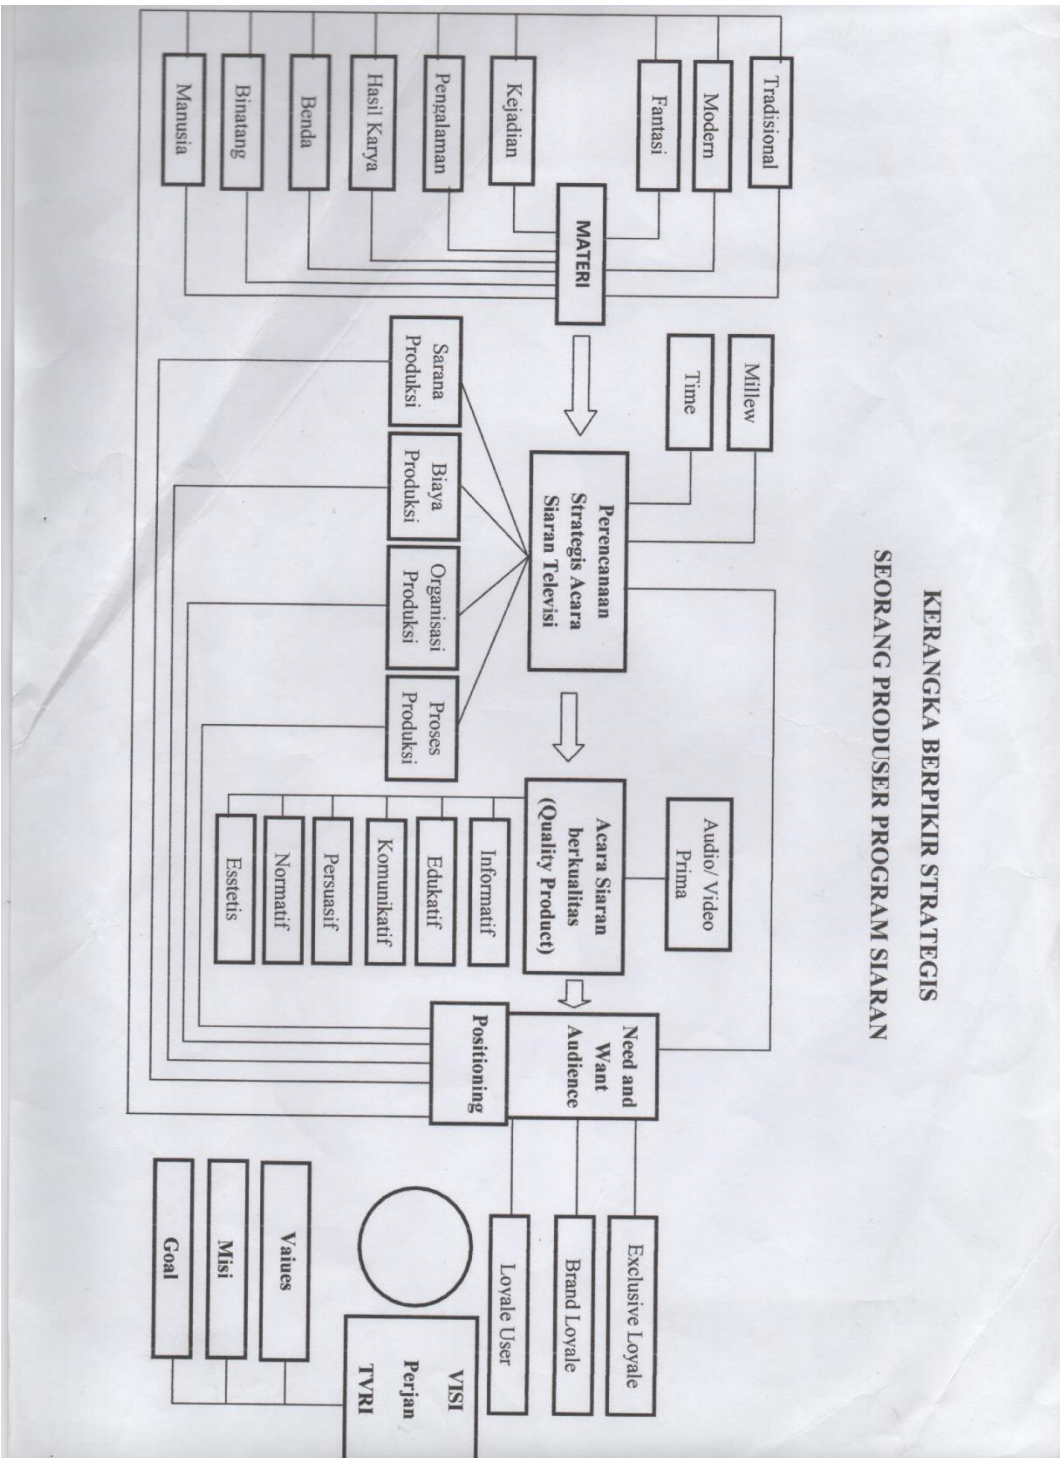 KERANGKA BERPIKIR STRATEGIS
SEORANG PRODUSER PROGRAM SIARAN
Tradisional
Modern
Fantasi
Kejadian
Pengalaman
Hasil Karya
Benda
Binatang
Manusia
MATERI
Millew
Time
Perencanaan
Strategis Acara
Siaran Televisi
Sarana
Produksi
Biaya
Produksi
Organisasi
Produksi
Proses
Produksi
Audio/ Video
Prima
Acara Siaran
berkualitas
(Quality Product)
Informatif
Edukatif
Komunikatif
Persuasif
Normatif
Esstetis
Need and
Want
Audience
Positioning
Exclusive Loyale
Brand Loyale
Loyale User
VISI
Perjan
TVRI
Vaiues
Misi
Goal